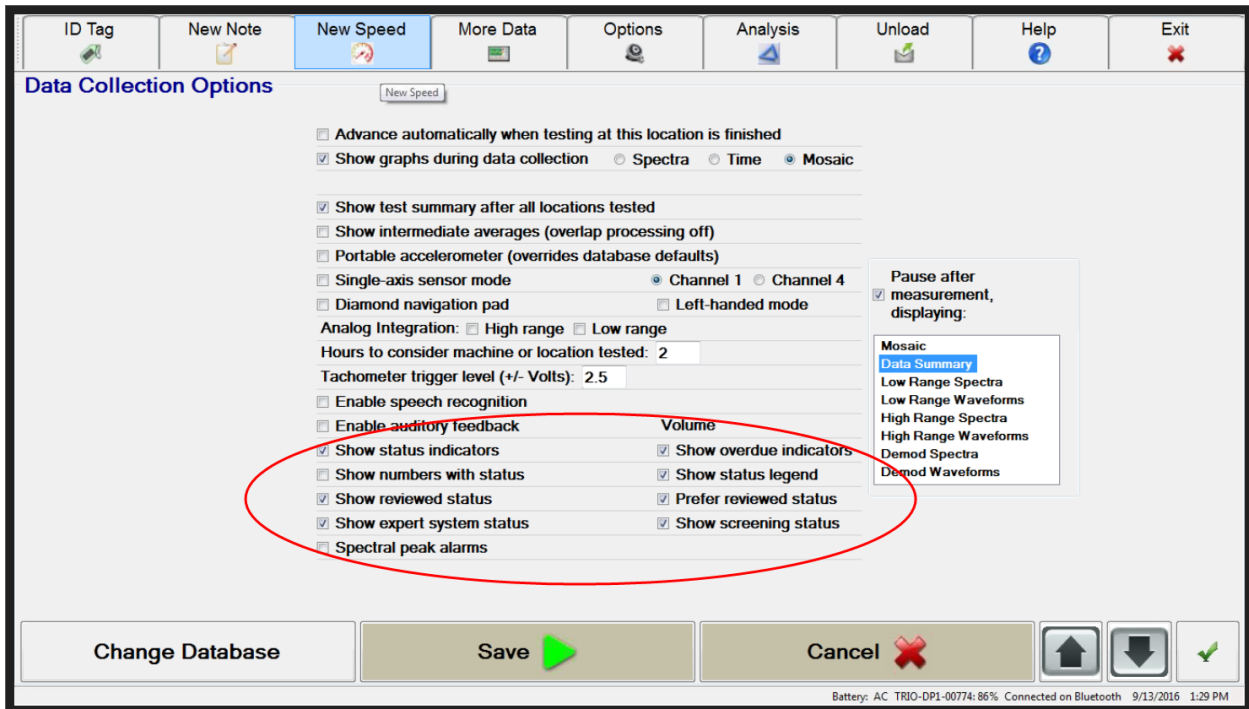 ID Tag New Note New Speed More Data Options Analysis Unload Help Exit
Data Collection Options
New Speed
Advance automatically when testing at this location is finished
Show graphs during data collection Spectra Time Mosaic
Show test summary after all locations tested
Show intermediate averages (overlap processing off)
Portable accelerometer (overrides database defaults)
Single-axis sensor mode Channel 1 Channel 4
Diamond navigation pad Left-handed mode
Analog Integration: High range Low range
Hours to consider machine or location tested: 2
Tachometer trigger level (+/- Volts): 2.5
Enable speech recognition
Enable auditory feedback Volume
Show status indicators Show overdue indicators
Show numbers with status Show status legend
Show reviewed status Prefer reviewed status
Show expert system status Show screening status
Spectral peak alarms
Pause after
measurement,
displaying:
Mosaic
Data Summary
Low Range Spectra
Low Range Waveforms
High Range Spectra
High Range Waveforms
Demod Spectra
Demod Waveforms
Change Database Save Cancel
Battery: AC TRIO-DP1-00774: 86% Connected on Bluetooth 9/13/2016 1:29 PM